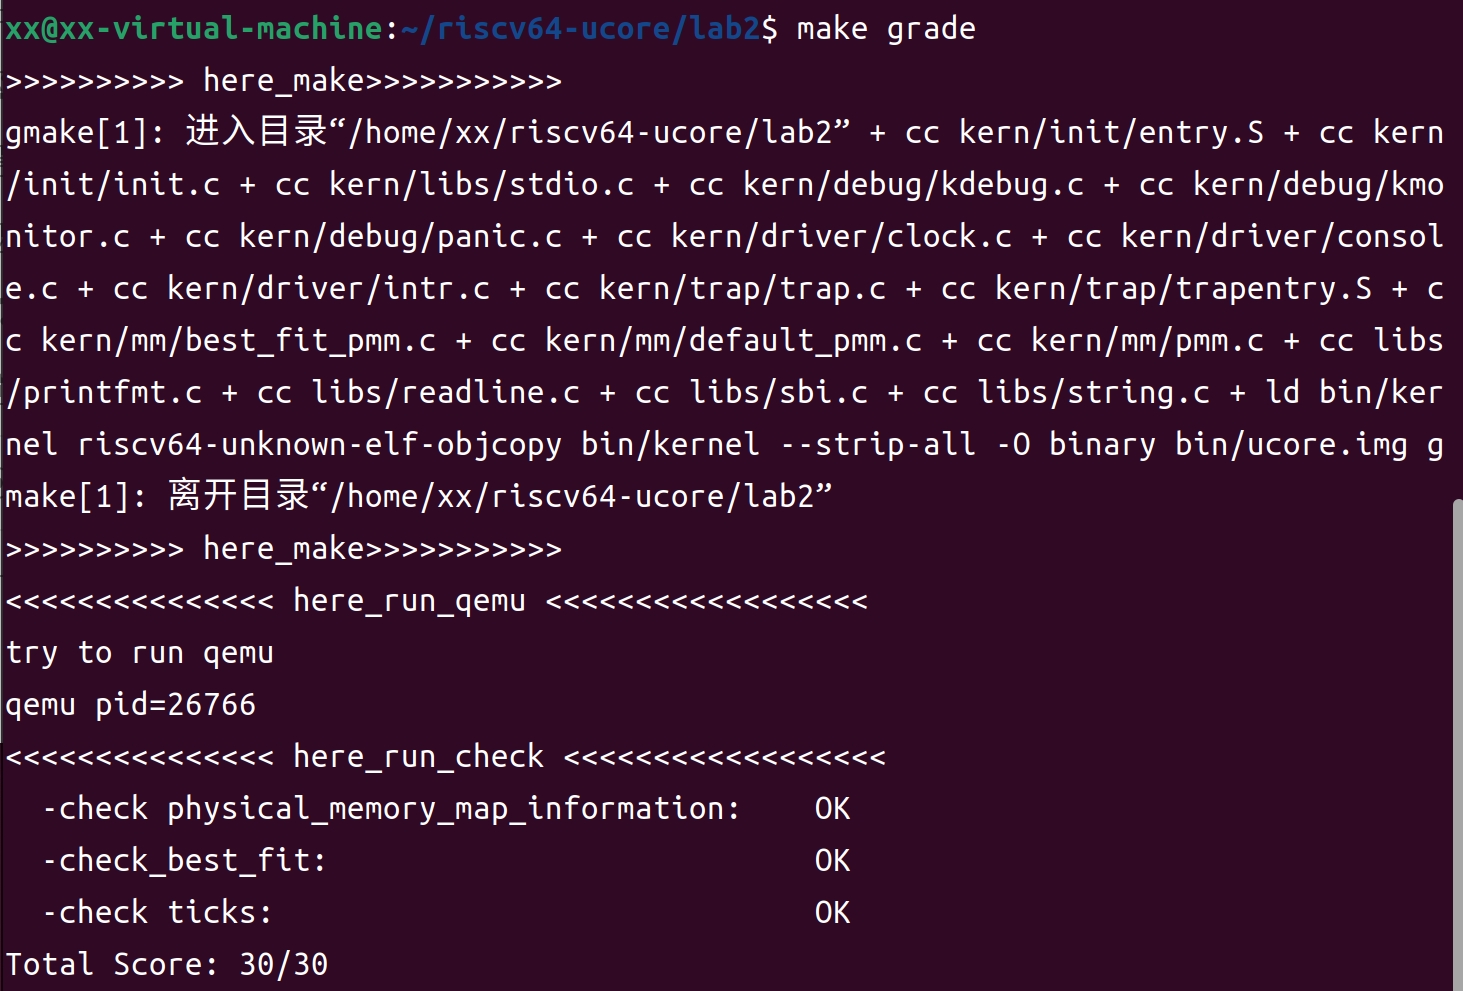 xx@xx-virtual-machine:~/riscv64-ucore/lab2$ make grade
>>>>>>>>>> here_make>>>>>>>>>>>
gmake[1]: 进入目录“/home/xx/riscv64-ucore/lab2” + cc kern/init/entry.S + cc kern
/init/init.c + cc kern/libs/stdio.c + cc kern/debug/kdebug.c + cc kern/debug/kmo
nitor.c + cc kern/debug/panic.c + cc kern/driver/clock.c + cc kern/driver/consol
e.c + cc kern/driver/intr.c + cc kern/trap/trap.c + cc kern/trap/trapentry.S + c
c kern/mm/best_fit_pmm.c + cc kern/mm/default_pmm.c + cc kern/mm/pmm.c + cc libs
/printfmt.c + cc libs/readline.c + cc libs/sbi.c + cc libs/string.c + ld bin/ker
nel riscv64-unknown-elf-objcopy bin/kernel --strip-all -O binary bin/ucore.img g
make[1]: 离开目录“/home/xx/riscv64-ucore/lab2”
>>>>>>>>>> here_make>>>>>>>>>>>
<<<<<<<<<<<<<<< here_run_qemu <<<<<<<<<<<<<<<<<<
try to run qemu
qemu pid=26766
<<<<<<<<<<<<<<< here_run_check <<<<<<<<<<<<<<<<<<
  -check physical_memory_map_information:    OK
  -check_best_fit:                           OK
  -check ticks:                              OK
Total Score: 30/30